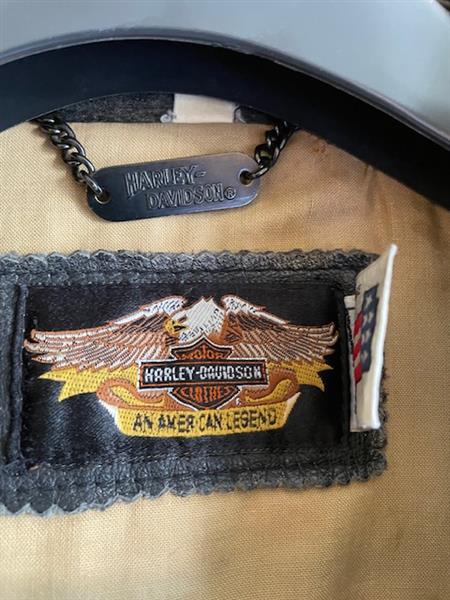 HARLEY-
DAVIDSON®
MOTOR
HARLEY-DAVIDSON
CLOTHES
AN AMERICAN LEGEND